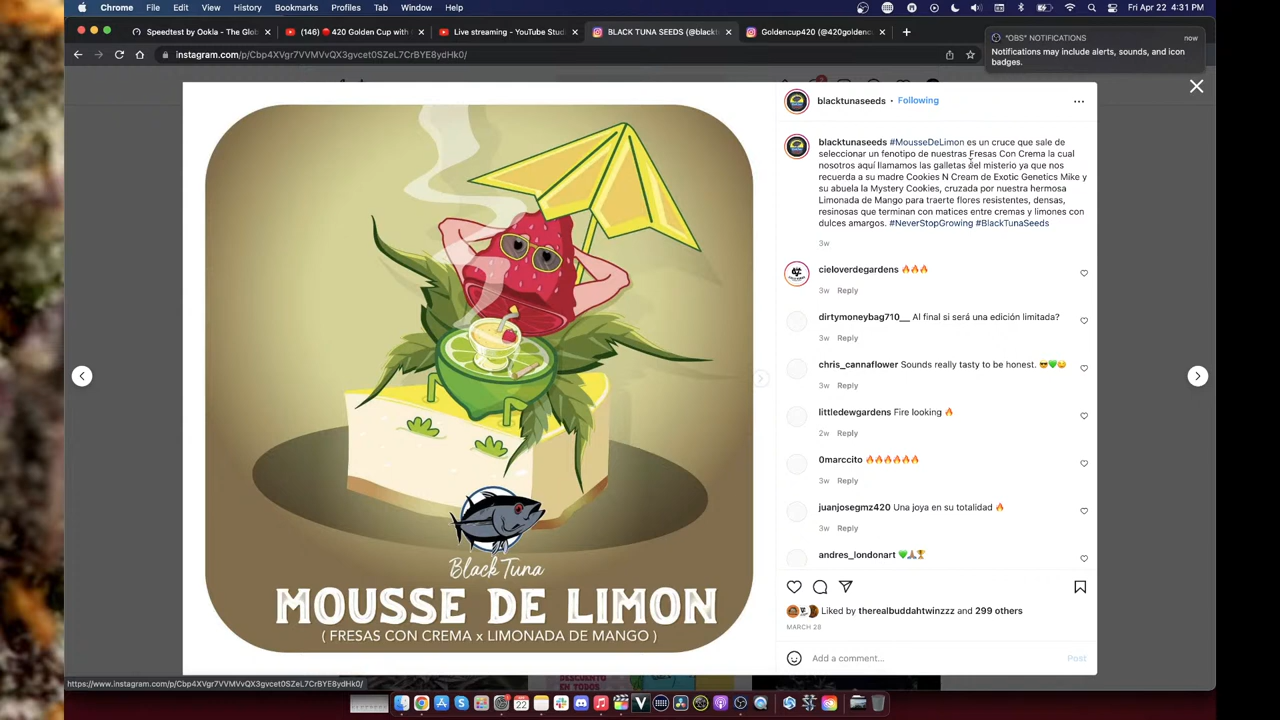 Chrome File Edit View History Bookmarks Profiles Tab Window Help
Fri Apr 22 4:31 PM
Speedtest by Ookla - The Glob
(146) 420 Golden Cup with
Live streaming - YouTube Stud
BLACK TUNA SEEDS (@blackt
Goldencup420 (@420goldenc
instagram.com/p/Cbp4XVgr7VVMVvQX3gvcet0SZeL7CrBYE8ydHk0/
"OBS" NOTIFICATIONS now
Notifications may include alerts, sounds, and icon
badges.
Black Tuna
MOUSSE DE LIMON
( FRESAS CON CREMA x LIMONADA DE MANGO )
blacktunaseeds • Following
blacktunaseeds #MousseDeLimon es un cruce que sale de
seleccionar un fenotipo de nuestras Fresas Con Crema la cual
nosotros aquí llamamos las galletas del misterio ya que nos
recuerda a su madre Cookies N Cream de Exotic Genetics Mike y
su abuela la Mystery Cookies, cruzada por nuestra hermosa
Limonada de Mango para traerte flores resistentes, densas,
resinosas que terminan con matices entre cremas y limones con
dulces amargos. #NeverStopGrowing #BlackTunaSeeds
3w
cieloverdegardens 🔥🔥🔥
3w Reply
dirtymoneybag710__ Al final si será una edición limitada?
3w Reply
chris_cannaflower Sounds really tasty to be honest. 😎💚😋
3w Reply
littledewgardens Fire looking 🔥
2w Reply
0marccito 🔥🔥🔥🔥🔥🔥
3w Reply
juanjosegmz420 Una joya en su totalidad 🔥
3w Reply
andres_londonart 💚🙏🏆
Liked by therealbuddahtwinzzz and 299 others
MARCH 28
Add a comment... Post
https://www.instagram.com/p/Cbp4XVgr7VVMVvQX3gvcet0SZeL7CrBYE8ydHk0/
DESCUENTO
EN TODOS